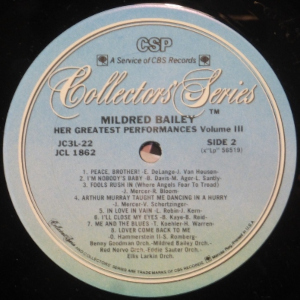 CSP
A Service of CBS Records
Collectors' Series
TM
MILDRED BAILEY
HER GREATEST PERFORMANCES Volume III
JC3L-22
SIDE 2
JCL 1862
(x"Lp" 58518)
1. PEACE, BROTHER! E. DeLange-J. Van Heusen
2. I'M NOBODY'S BABY -B. Davis-M. Ager-L. Santly
3. FOOLS RUSH IN (Where Angels Fear To Tread)
- Mercer-R. Bloom
4. ARTHUR MURRAY TAUGHT ME DANCING IN A HURRY
- J. Mercer-V. Schertzinger
5. IN LOVE IN VAIN -L. Robin-J. Kern
6. I'LL CLOSE MY EYES -B. Kaye-B. Reid
7. ME AND THE BLUES -T. Koehler-H. Warren
8. LOVER COME BACK TO ME
- O. Hammerstein II-S. Romberg
Benny Goodman Orch.-Mildred Bailey Orch.
Red Norvo Orch.-Eddie Sauter Orch.
Ellis Larkin Orch.